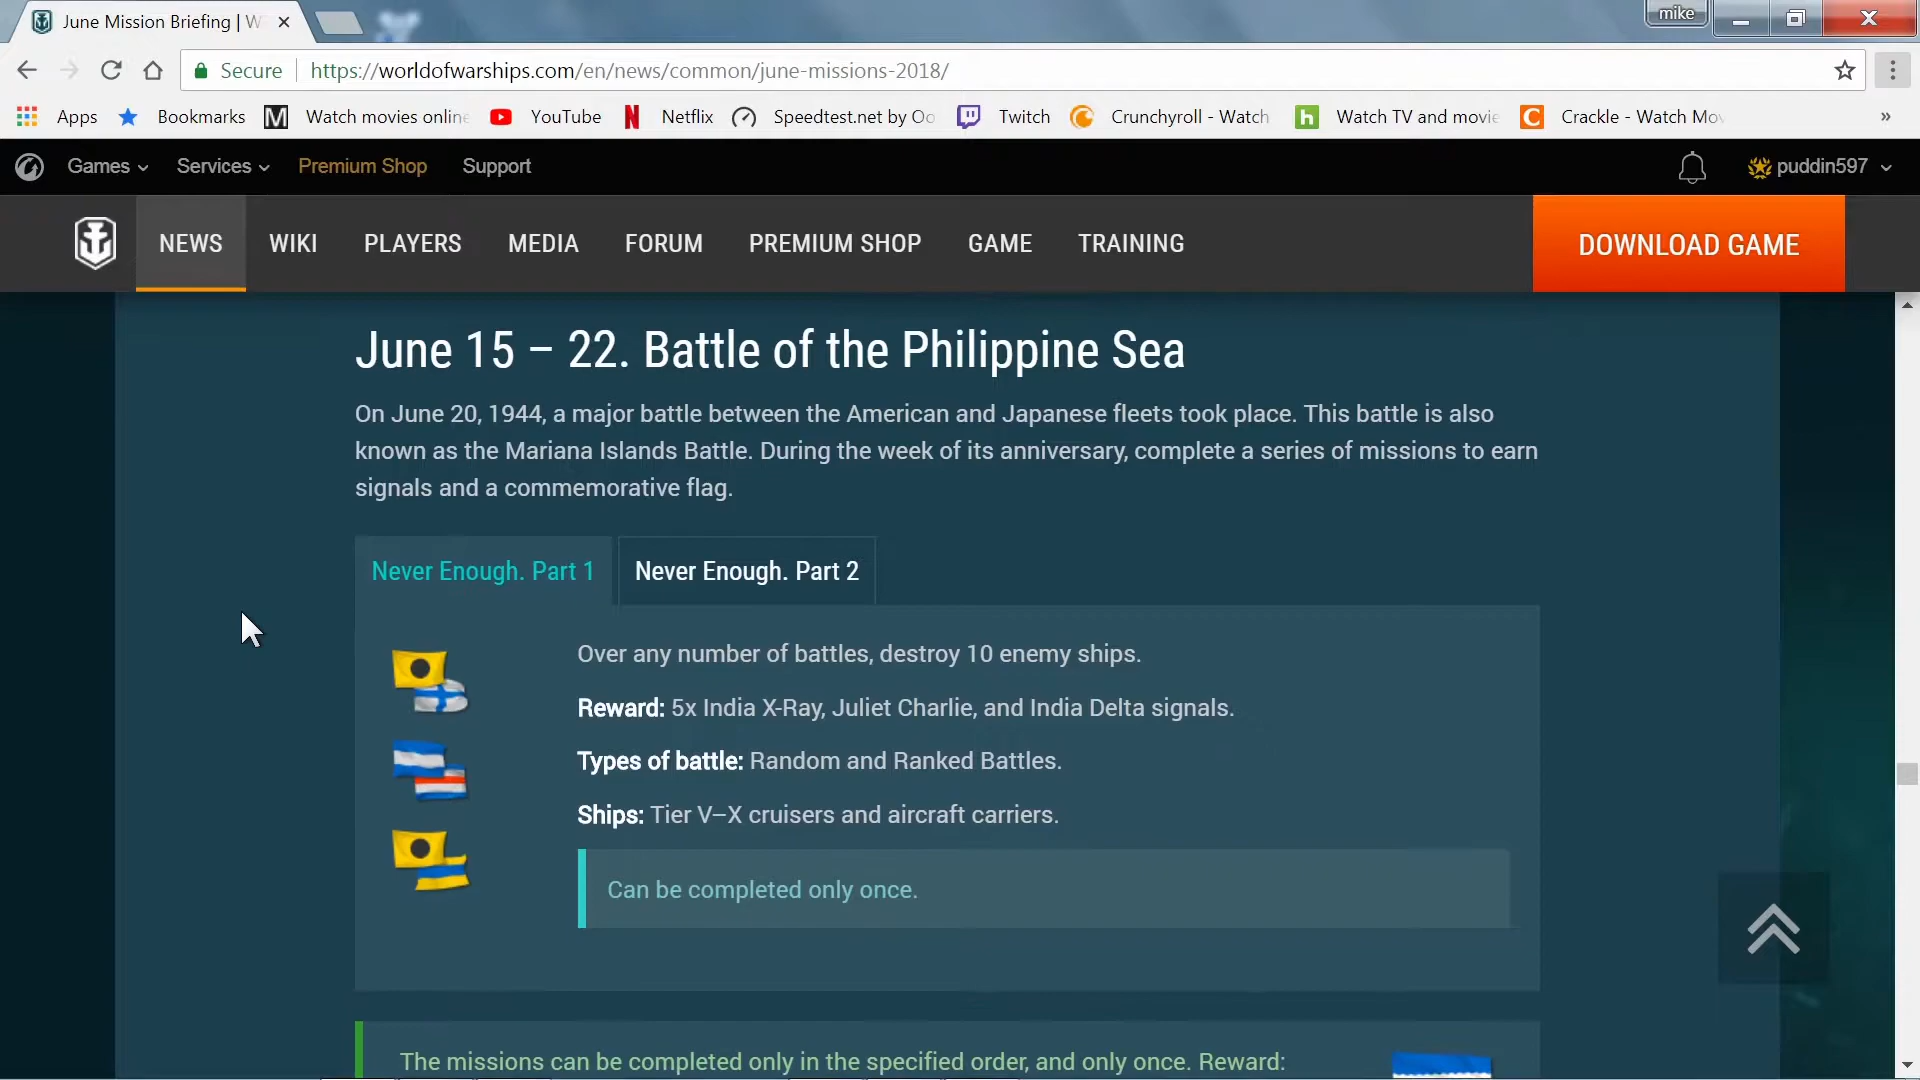 June Mission Briefing | W
mike
Secure
https://worldofwarships.com/en/news/common/june-missions-2018/
Apps Bookmarks Watch movies online YouTube Netflix Speedtest.net by Oo Twitch Crunchyroll - Watch Watch TV and movie Crackle - Watch Mov »
Games Services Premium Shop Support puddin597
NEWS WIKI PLAYERS MEDIA FORUM PREMIUM SHOP GAME TRAINING DOWNLOAD GAME
June 15 – 22. Battle of the Philippine Sea
On June 20, 1944, a major battle between the American and Japanese fleets took place. This battle is also
known as the Mariana Islands Battle. During the week of its anniversary, complete a series of missions to earn
signals and a commemorative flag.
Never Enough. Part 1 Never Enough. Part 2
Over any number of battles, destroy 10 enemy ships.
Reward: 5x India X-Ray, Juliet Charlie, and India Delta signals.
Types of battle: Random and Ranked Battles.
Ships: Tier V–X cruisers and aircraft carriers.
Can be completed only once.
The missions can be completed only in the specified order, and only once. Reward: